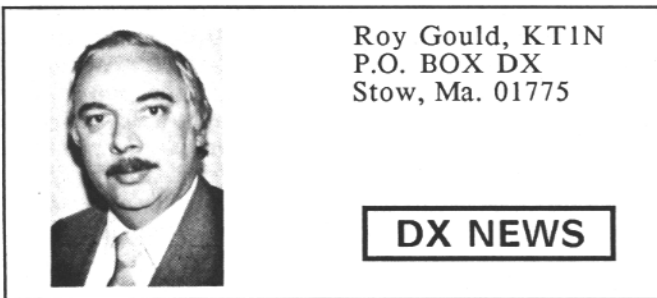 Roy Gould, KT1N
P.O. BOX DX
Stow, Ma. 01775
DX NEWS